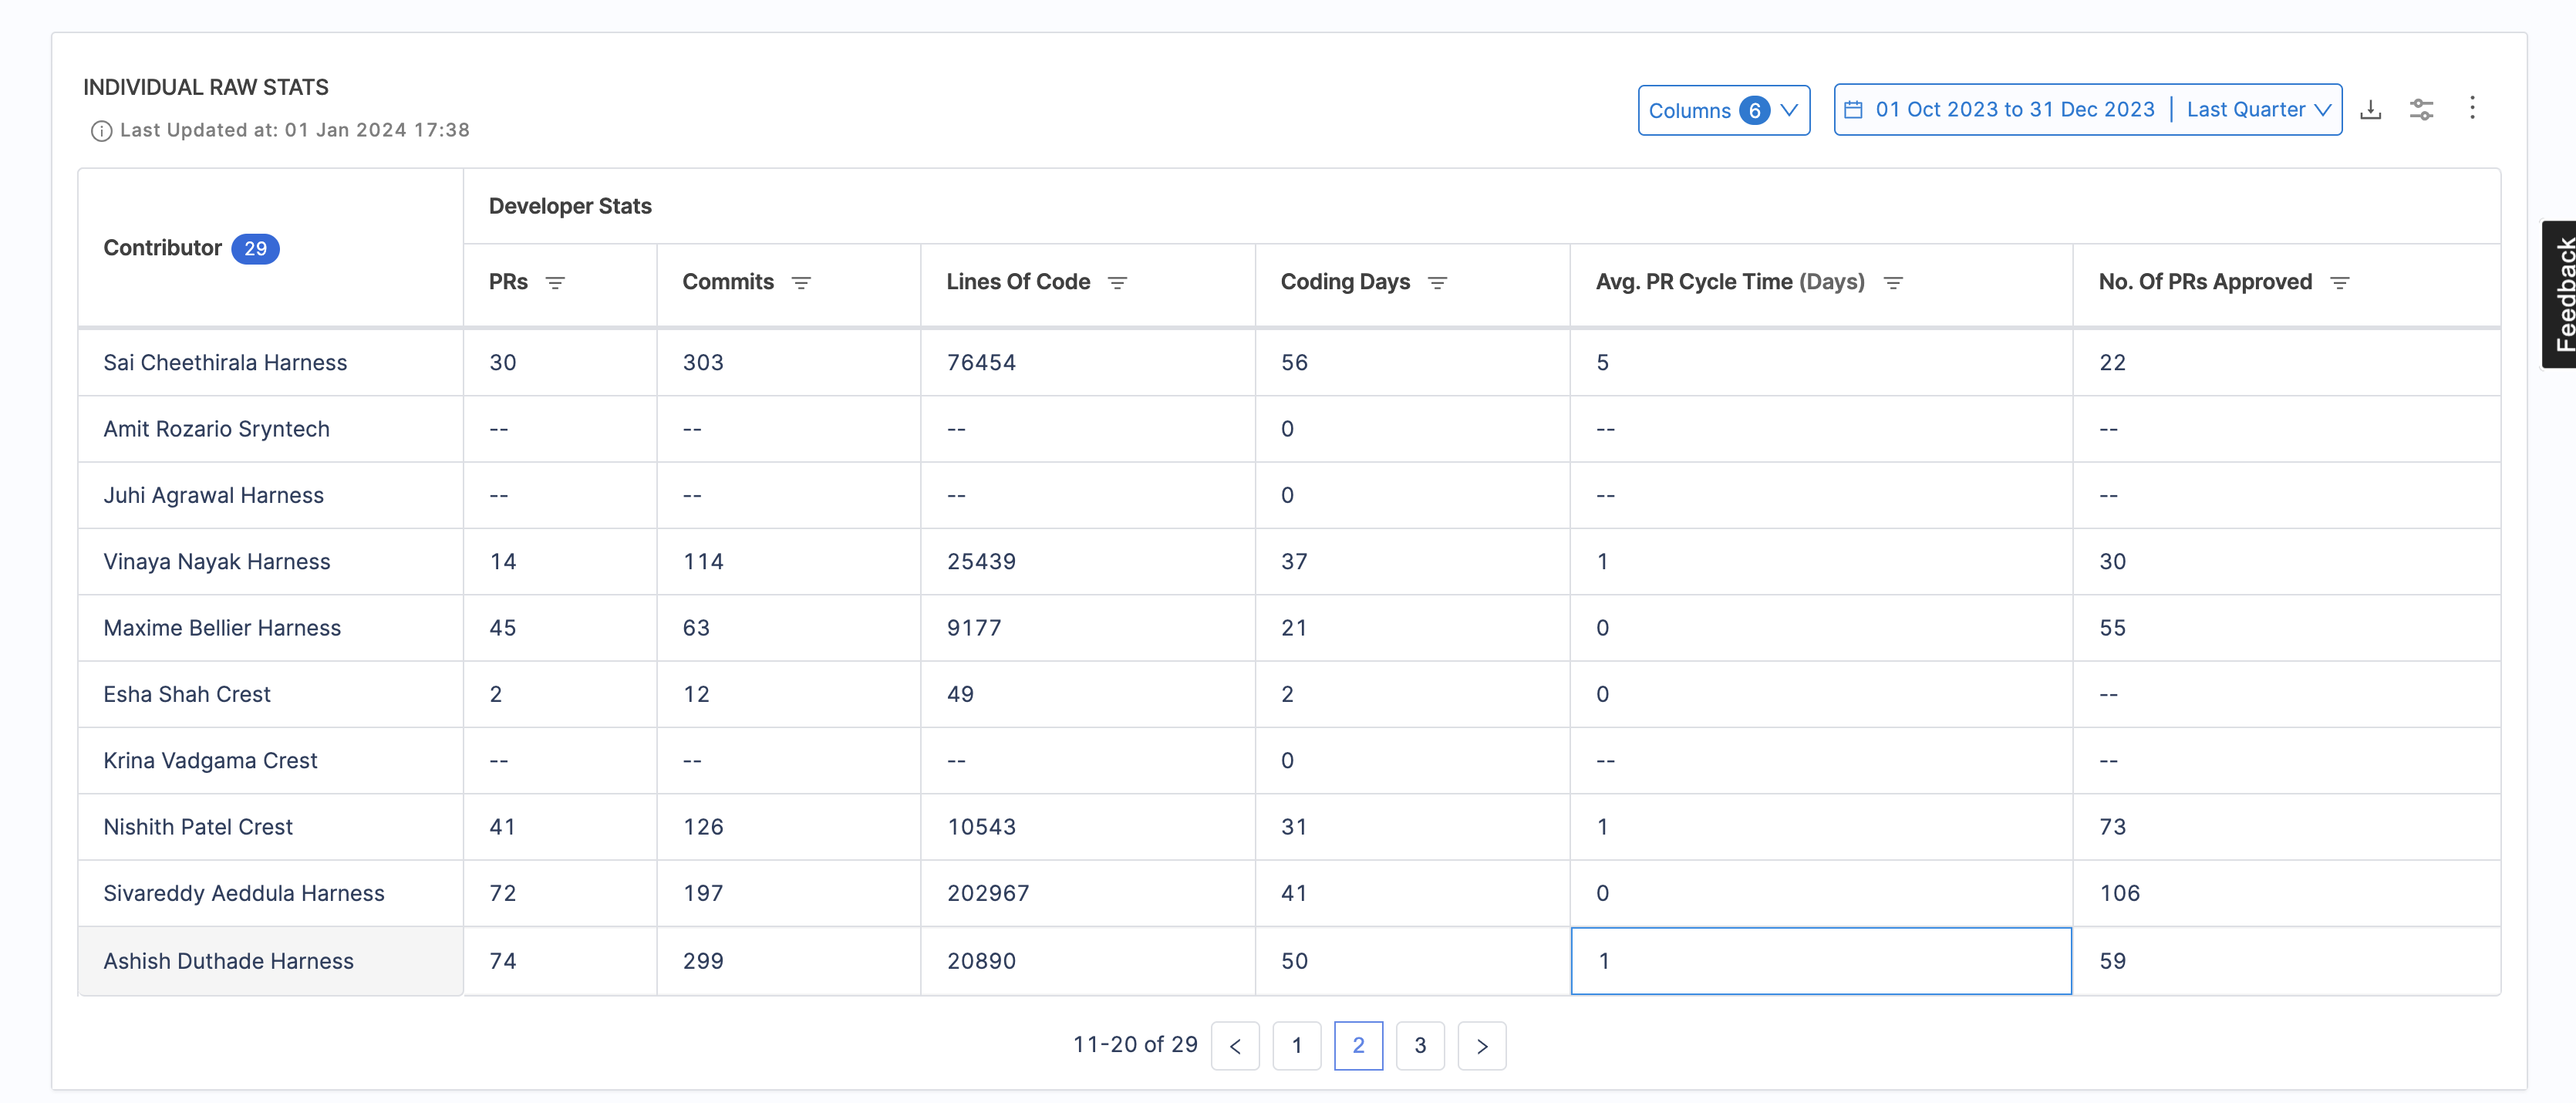 INDIVIDUAL RAW STATS
Last Updated at: 01 Jan 2024 17:38
Columns 6
01 Oct 2023 to 31 Dec 2023 | Last Quarter
Feedback
Contributor 29
Developer Stats
PRs Commits Lines Of Code Coding Days Avg. PR Cycle Time (Days) No. Of PRs Approved
Sai Cheethirala Harness 30 303 76454 56 5 22
Amit Rozario Sryntech -- -- -- 0 -- --
Juhi Agrawal Harness -- -- -- 0 -- --
Vinaya Nayak Harness 14 114 25439 37 1 30
Maxime Bellier Harness 45 63 9177 21 0 55
Esha Shah Crest 2 12 49 2 0 --
Krina Vadgama Crest -- -- -- 0 -- --
Nishith Patel Crest 41 126 10543 31 1 73
Sivareddy Aeddula Harness 72 197 202967 41 0 106
Ashish Duthade Harness 74 299 20890 50 1 59
11-20 of 29 < 1 2 3 >